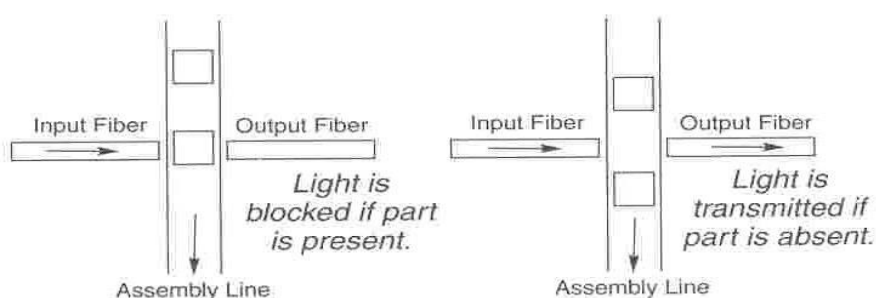 Input Fiber
Output Fiber
Light is
blocked if part
is present.
Assembly Line
Input Fiber
Output Fiber
Light is
transmitted if
part is absent.
Assembly Line